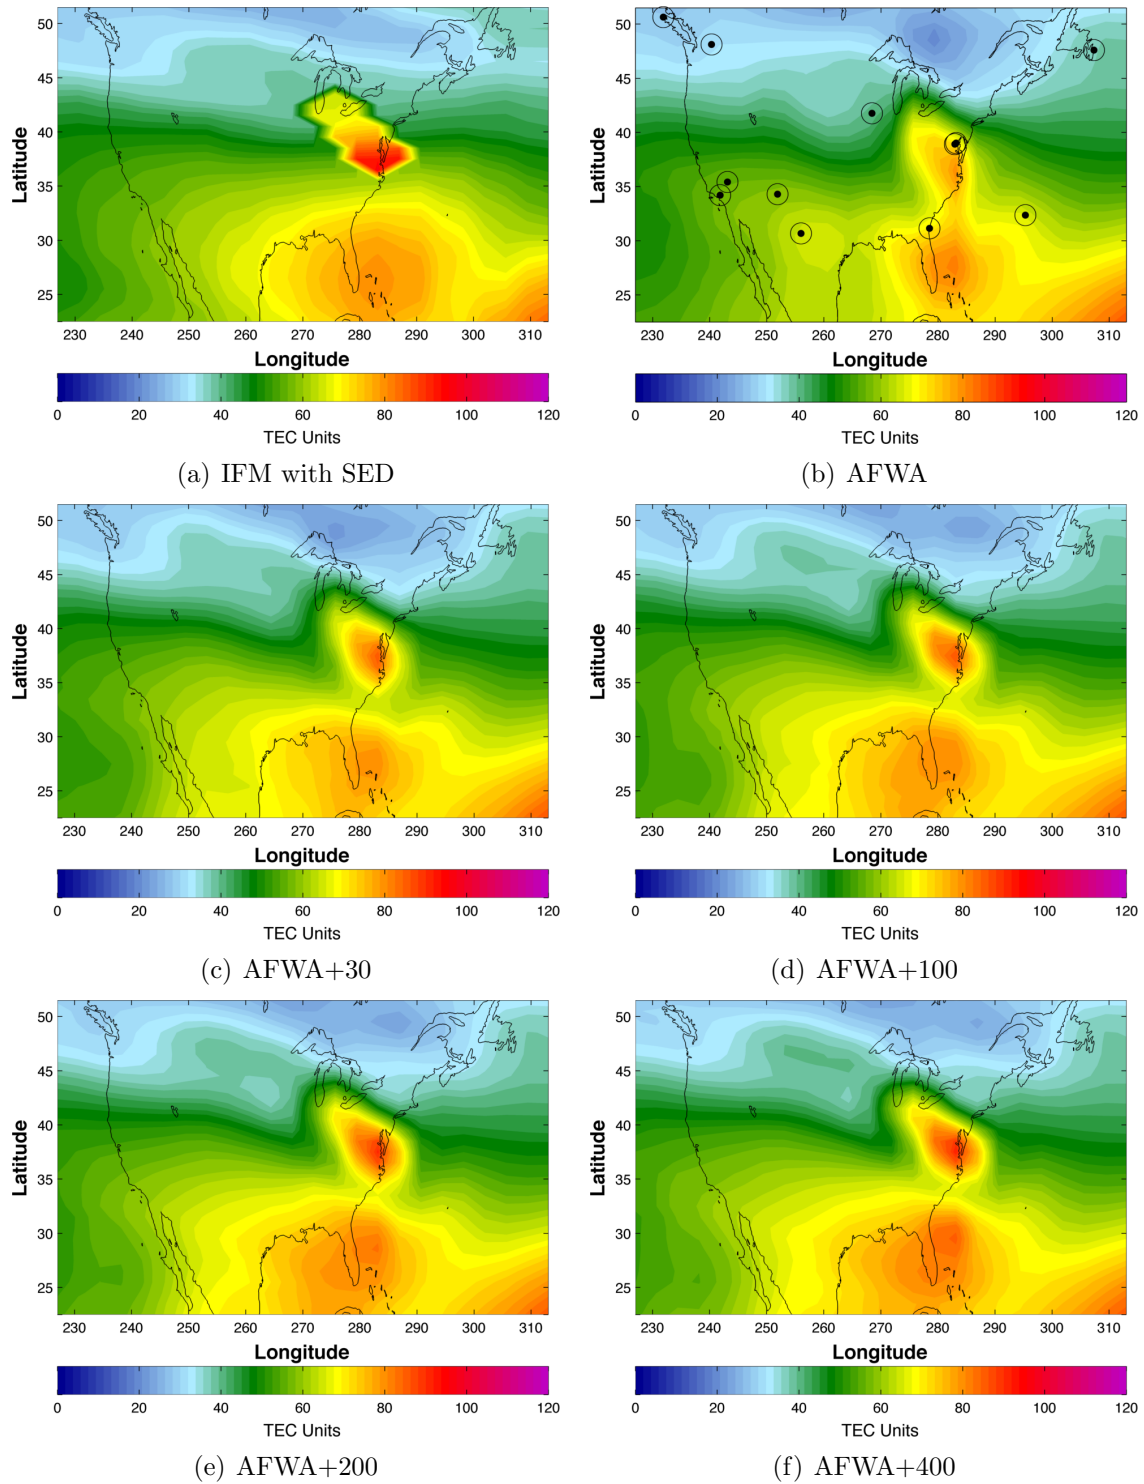 50
45
40
35
30
25
Latitude
230 240 250 260 270 280 290 300 310
Longitude
0 20 40 60 80 100 120
TEC Units
(a) IFM with SED
50
45
40
35
30
25
Latitude
230 240 250 260 270 280 290 300 310
Longitude
0 20 40 60 80 100 120
TEC Units
(b) AFWA
50
45
40
35
30
25
Latitude
230 240 250 260 270 280 290 300 310
Longitude
0 20 40 60 80 100 120
TEC Units
(c) AFWA+30
50
45
40
35
30
25
Latitude
230 240 250 260 270 280 290 300 310
Longitude
0 20 40 60 80 100 120
TEC Units
(d) AFWA+100
50
45
40
35
30
25
Latitude
230 240 250 260 270 280 290 300 310
Longitude
0 20 40 60 80 100 120
TEC Units
(e) AFWA+200
50
45
40
35
30
25
Latitude
230 240 250 260 270 280 290 300 310
Longitude
0 20 40 60 80 100 120
TEC Units
(f) AFWA+400